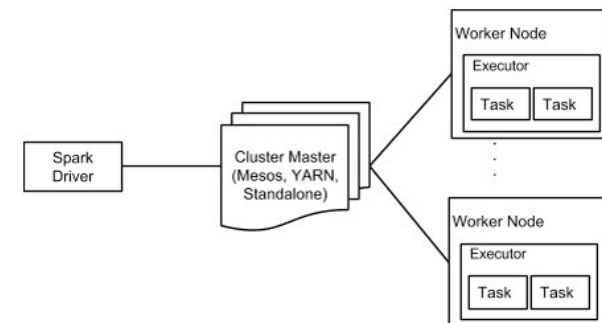 Spark
Driver
Cluster Master
(Mesos, YARN,
Standalone)
Worker Node
Executor
Task Task
Worker Node
Executor
Task Task